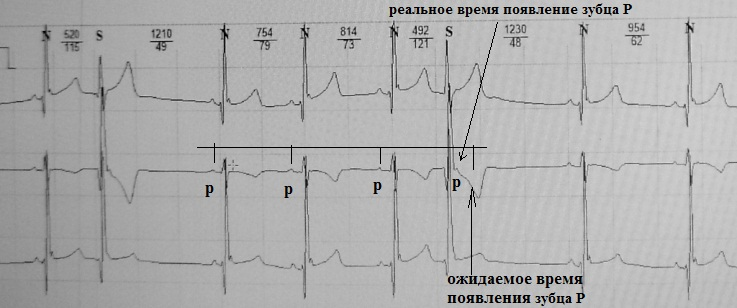 реальное время появление зубца Р
N S N N N S N N
520 1210 754 814 492 1230 954
115 49 79 73 121 48 62
р р р р
ожидаемое время
появления зубца Р